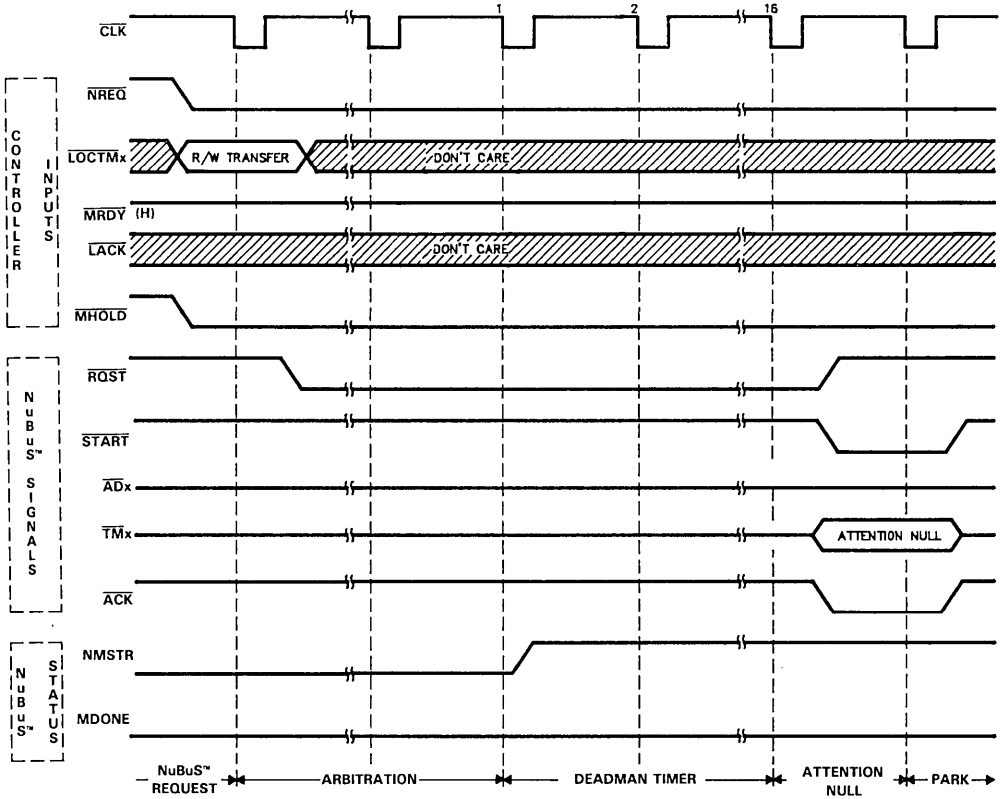 1 2 16
CLK
CONTROLLER
INPUTS
NREQ
LOCTMx R/W TRANSFER DON'T CARE
MRDY (H)
LACK DON'T CARE
MHOLD
NuBuS™ SIGNALS
RQST
START
ADx
TMx ATTENTION NULL
ACK
NuBuS™
STATUS
NMSTR
MDONE
NuBuS™
REQUEST
ARBITRATION
DEADMAN TIMER
ATTENTION
NULL
PARK